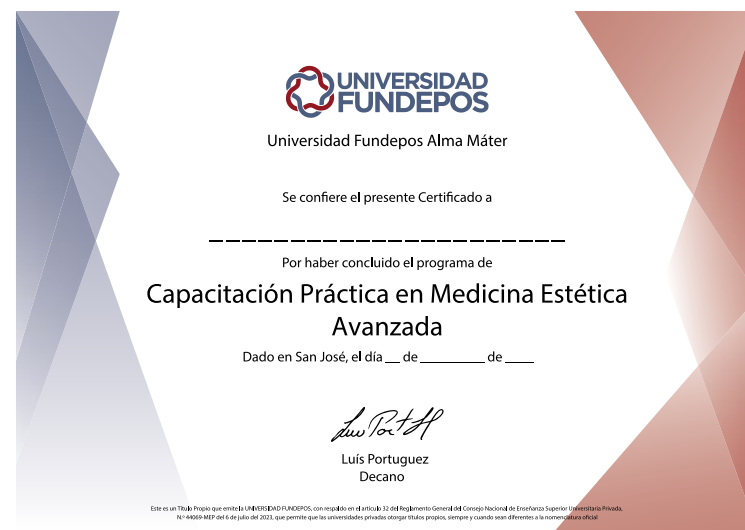 UNIVERSIDAD
FUNDEPOS
Universidad Fundepos Alma Máter
Se confiere el presente Certificado a
Por haber concluido el programa de
Capacitación Práctica en Medicina Estética
Avanzada
Dado en San José, el día __ de ________ de ____
Luís Portuguez
Decano
Este es un Título Propio que emite la UNIVERSIDAD FUNDEPOS, con respaldo en el artículo 32 del Reglamento General del Consejo Nacional de Enseñanza Superior Universitaria Privada,
N.º 44069-MEP del 6 de julio del 2023, que permite que las universidades privadas otorgar títulos propios, siempre y cuando sean diferentes a la nomenclatura oficial